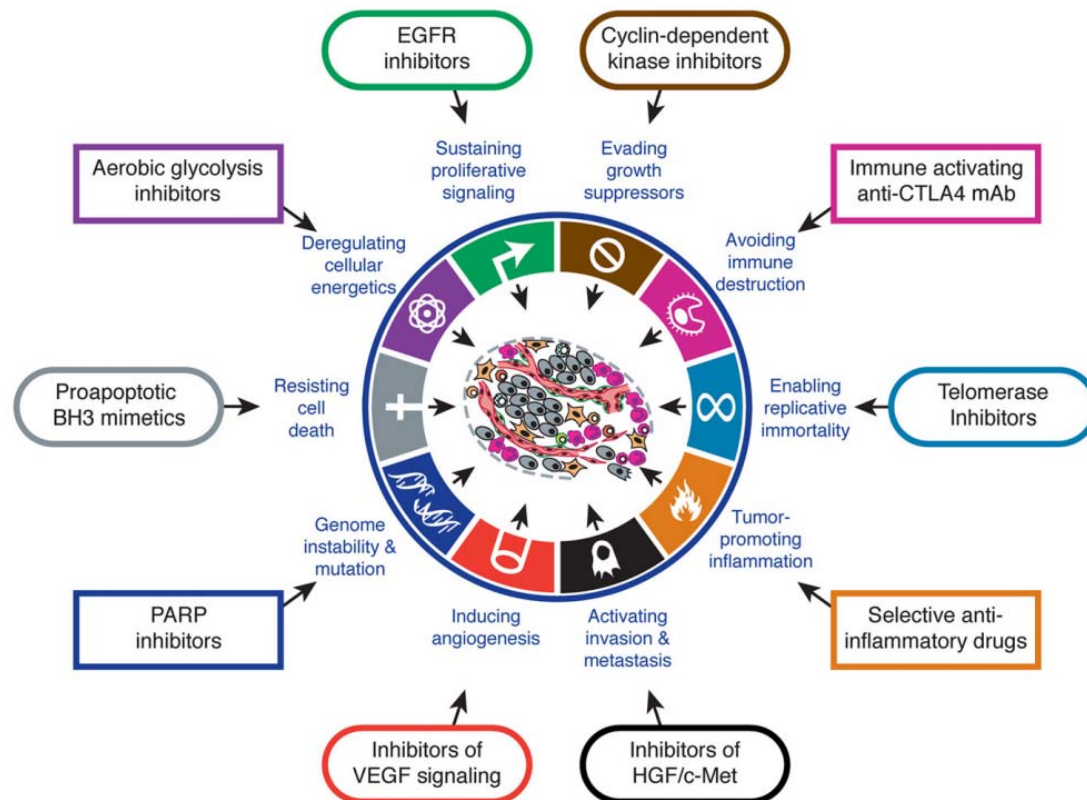 EGFR
inhibitors
Cyclin-dependent
kinase inhibitors
Sustaining
proliferative
signaling
Evading
growth
suppressors
Aerobic glycolysis
inhibitors
Immune activating
anti-CTLA4 mAb
Deregulating
cellular
energetics
Avoiding
immune
destruction
Proapoptotic
BH3 mimetics
Resisting
cell
death
Enabling
replicative
immortality
Telomerase
Inhibitors
Genome
instability &
mutation
Tumor-
promoting
inflammation
PARP
inhibitors
Inducing
angiogenesis
Activating
invasion &
metastasis
Selective anti-
inflammatory drugs
Inhibitors of
VEGF signaling
Inhibitors of
HGF/c-Met